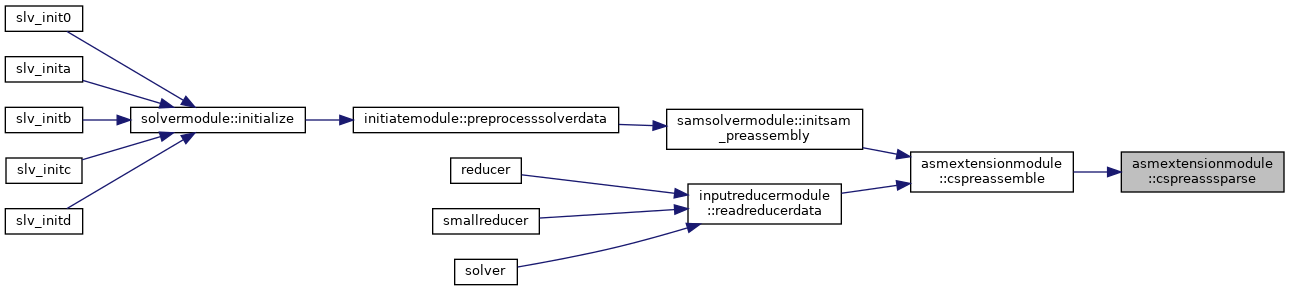 slv_init0
slv_inita
slv_initb
slv_initc
slv_initd
solvermodule::initialize
initiatemodule::preprocesssolverdata
reducer
smallreducer
solver
samsolvermodule::initsam
_preassembly
inputreducermodule
::readreducerdata
asmextensionmodule
::cspreassemble
asmextensionmodule
::cspreasssparse